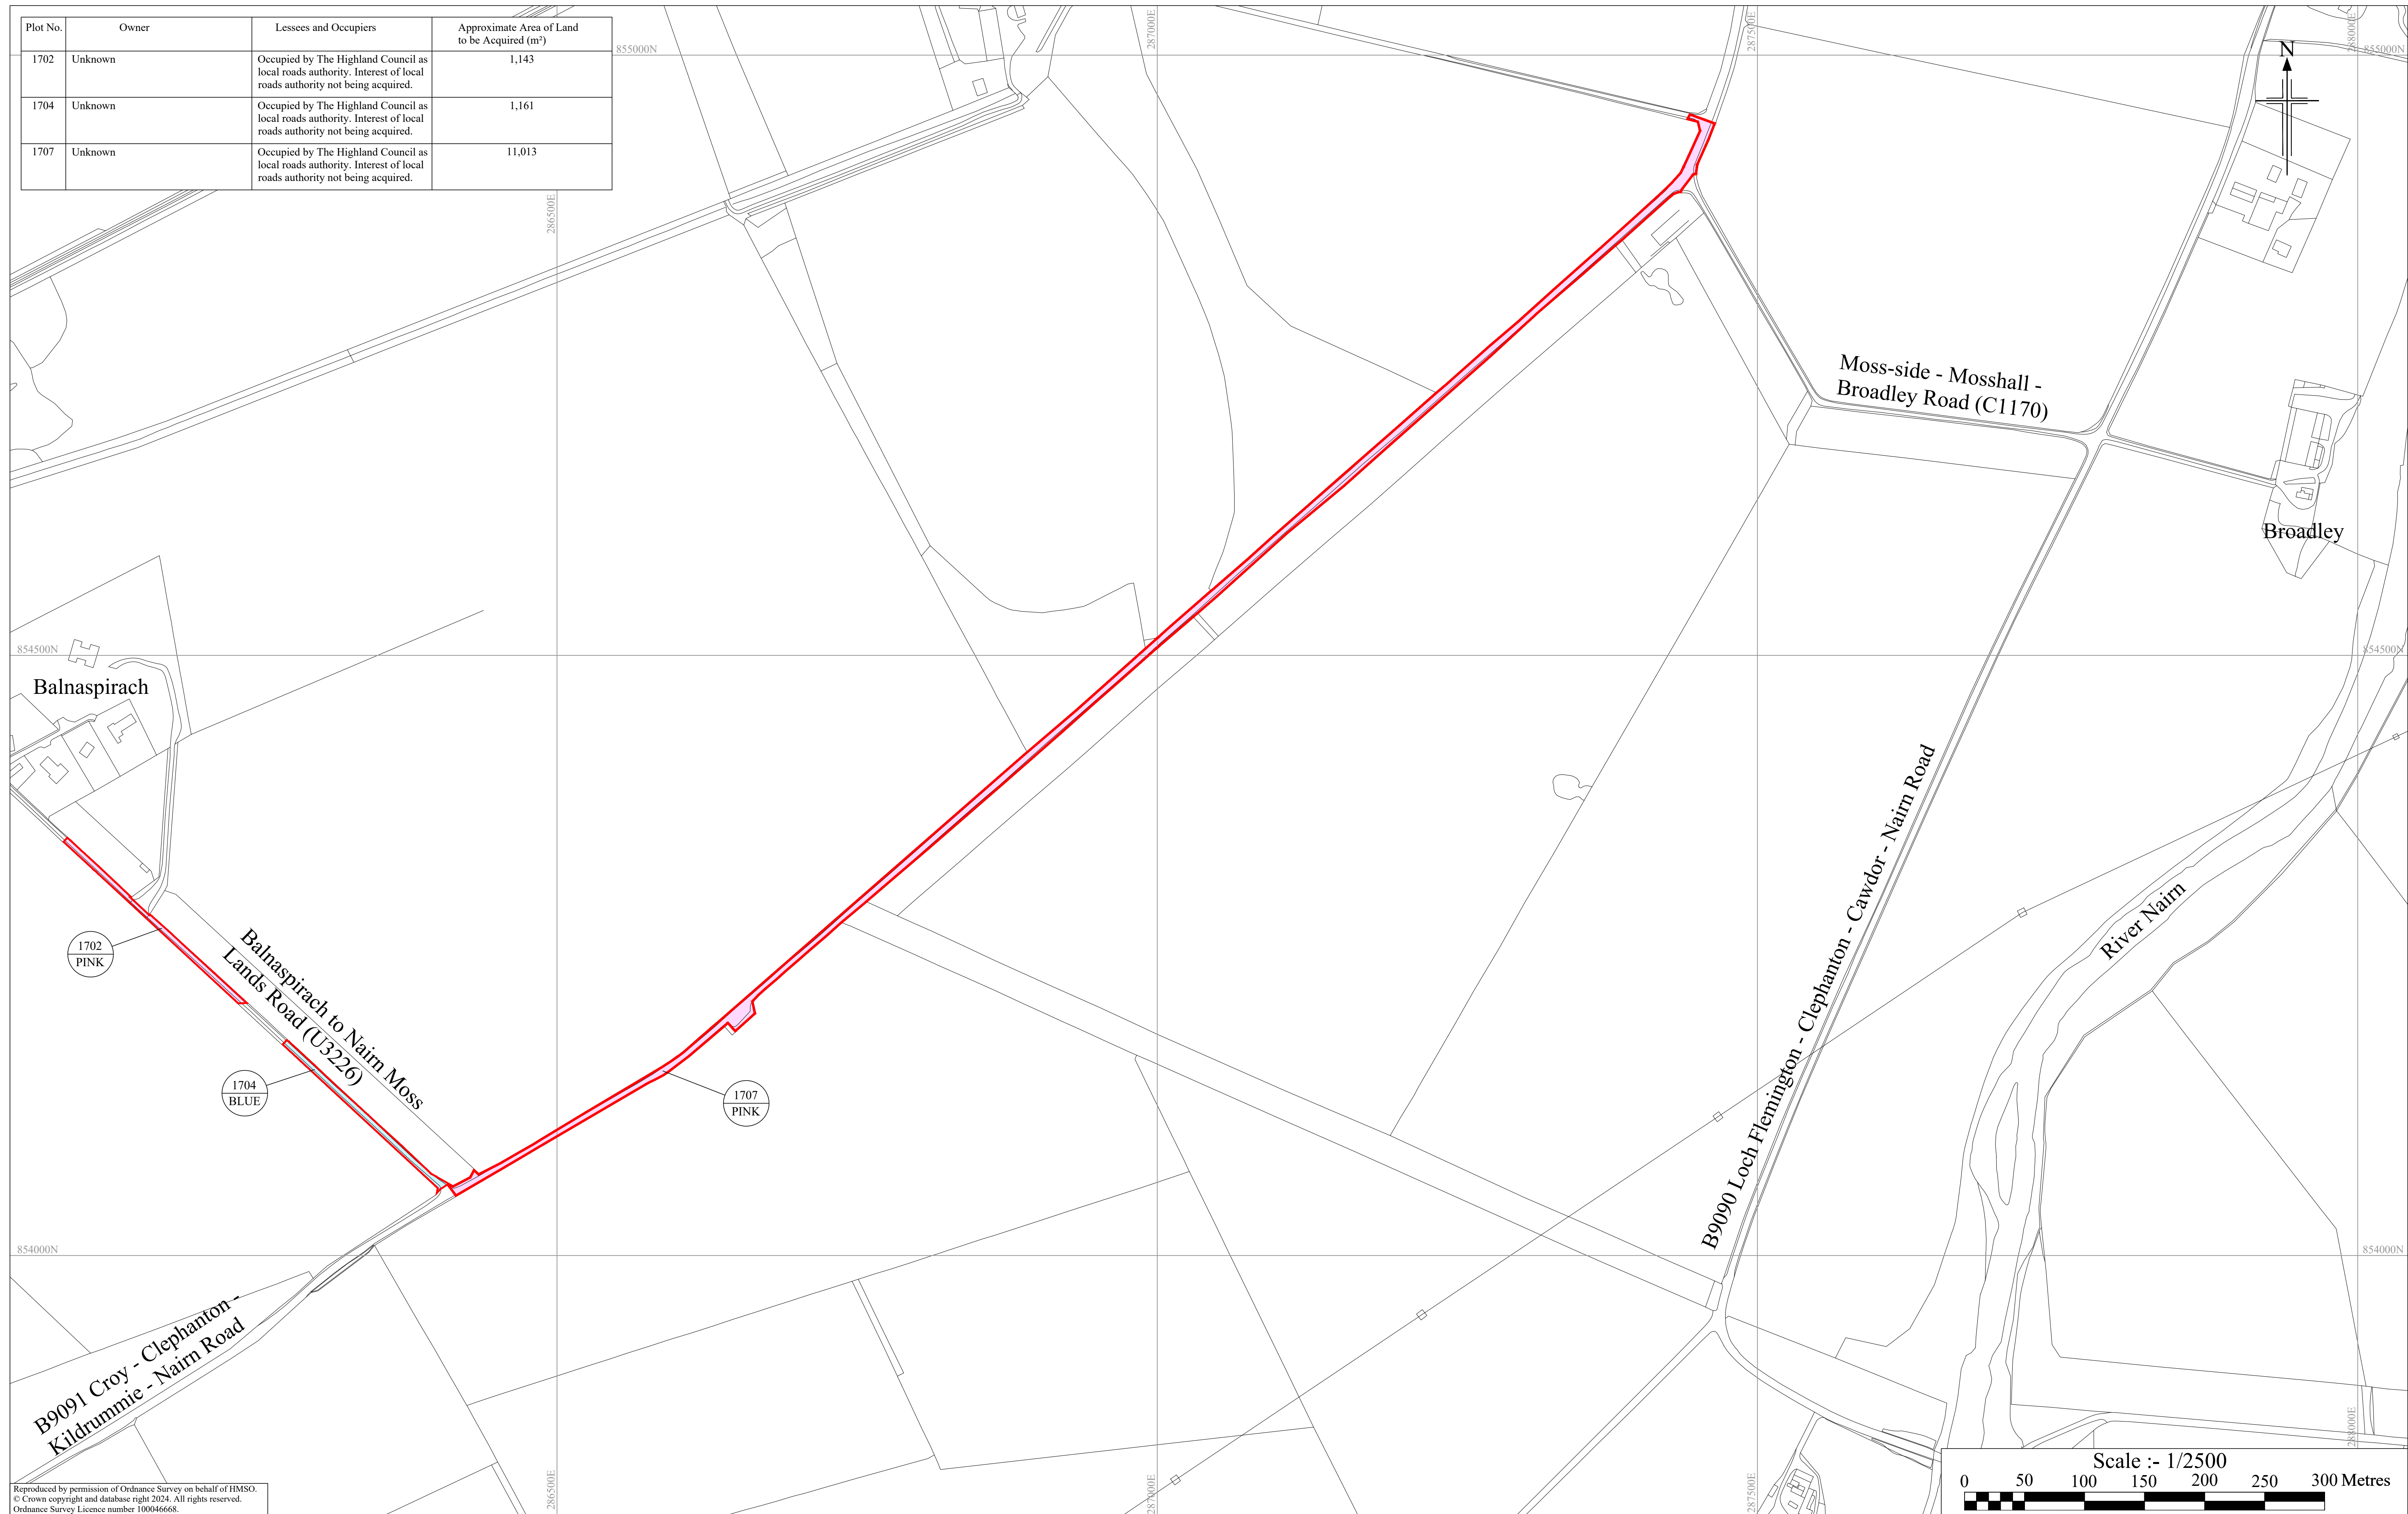 Plot No. Owner Lessees and Occupiers Approximate Area of Land
to be Acquired (m²)
1702 Unknown Occupied by The Highland Council as 1,143
local roads authority. Interest of local
roads authority not being acquired.
1704 Unknown Occupied by The Highland Council as 1,161
local roads authority. Interest of local
roads authority not being acquired.
1707 Unknown Occupied by The Highland Council as 11,013
local roads authority. Interest of local
roads authority not being acquired.
855000N
287000E
287500E
288000E
855000N
N
286500E
Moss-side - Mosshall -
Broadley Road (C1170)
Broadley
854500N
854500N
Balnaspirach
1702
PINK
Balnaspirach to Nairn Moss
Lands Road (U3226)
1704
BLUE
1707
PINK
B9090 Loch Flemington - Clephanton - Cawdor - Nairn Road
River Nairn
854000N
854000N
B9091 Croy - Clephanton -
Kildrummie - Nairn Road
286500E
287000E
287500E
288000E
Reproduced by permission of Ordnance Survey on behalf of HMSO.
© Crown copyright and database right 2024. All rights reserved.
Ordnance Survey Licence number 100046668.
Scale :- 1/2500
0 50 100 150 200 250 300 Metres